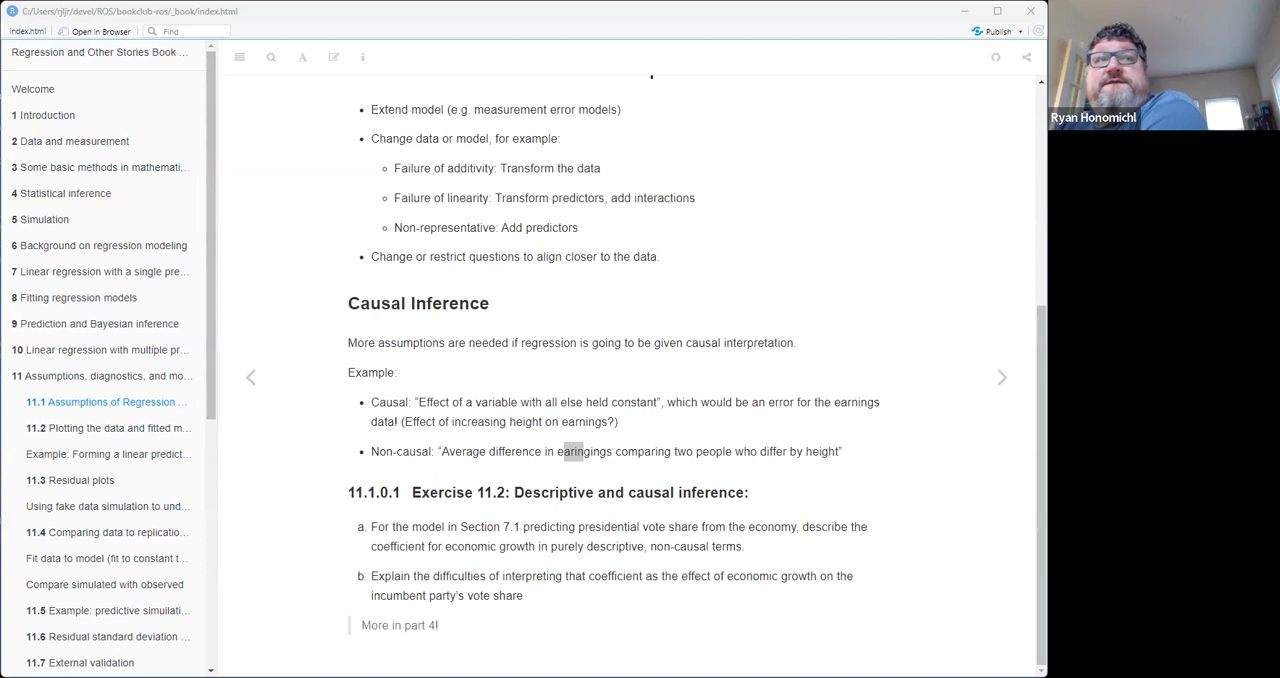 C:/Users/rjljr/devel/ROS/bookclub-ros/_book/index.html
index.html
Open in Browser
Find
Publish
Regression and Other Stories Book ...
Welcome
1 Introduction
2 Data and measurement
3 Some basic methods in mathemati...
4 Statistical inference
5 Simulation
6 Background on regression modeling
7 Linear regression with a single pre...
8 Fitting regression models
9 Prediction and Bayesian inference
10 Linear regression with multiple pr...
11 Assumptions, diagnostics, and mo...
11.1 Assumptions of Regression ...
11.2 Plotting the data and fitted m...
Example: Forming a linear predict...
11.3 Residual plots
Using fake data simulation to und...
11.4 Comparing data to replicatio...
Fit data to model (fit to constant t...
Compare simulated with observed
11.5 Example: predictive simuilati...
11.6 Residual standard deviation ...
11.7 External validation
Extend model (e.g. measurement error models)
Change data or model, for example:
Failure of additivity: Transform the data
Failure of linearity: Transform predictors, add interactions
Non-representative: Add predictors
Change or restrict questions to align closer to the data.
Causal Inference
More assumptions are needed if regression is going to be given causal interpretation.
Example:
Causal: “Effect of a variable with all else held constant”, which would be an error for the earnings
data! (Effect of increasing height on earnings?)
Non-causal: “Average difference in earingings comparing two people who differ by height”
11.1.0.1 Exercise 11.2: Descriptive and causal inference:
a. For the model in Section 7.1 predicting presidential vote share from the economy, describe the
coefficient for economic growth in purely descriptive, non-causal terms.
b. Explain the difficulties of interpreting that coefficient as the effect of economic growth on the
incumbent party’s vote share
More in part 4!
Ryan Honomichl